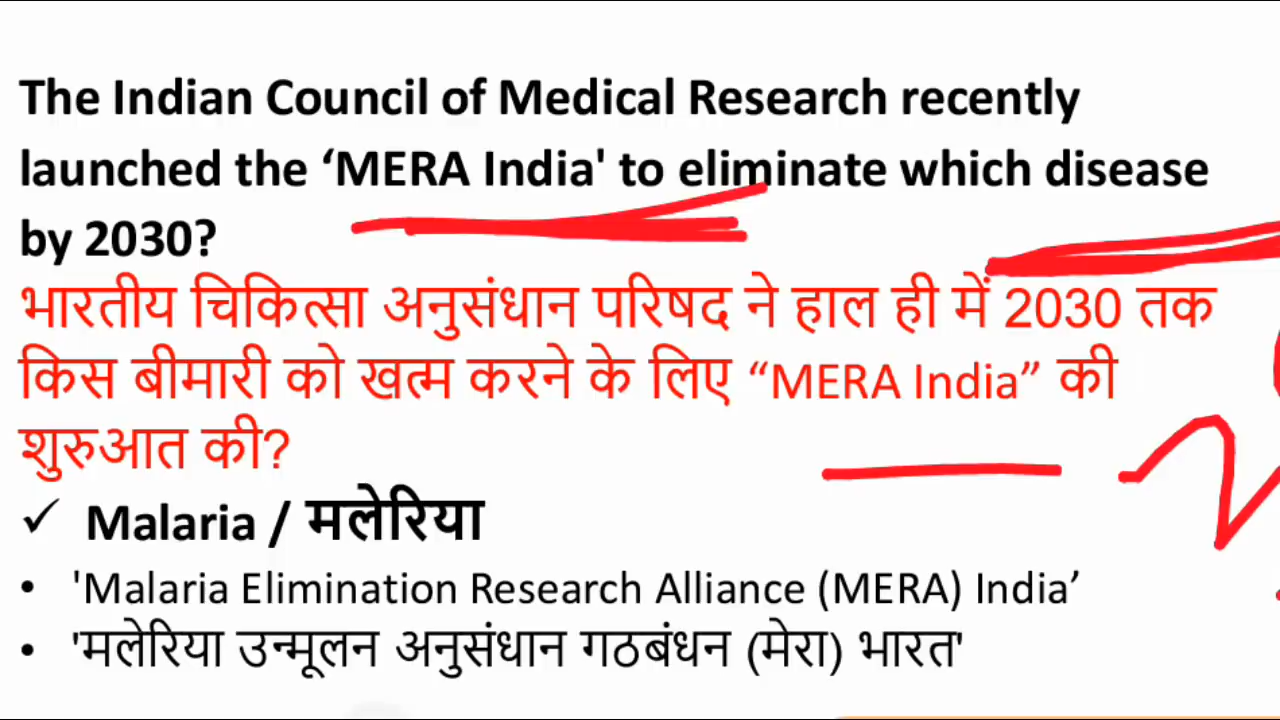 The Indian Council of Medical Research recently
launched the ‘MERA India' to eliminate which disease
by 2030?
भारतीय चिकित्सा अनुसंधान परिषद ने हाल ही में 2030 तक
किस बीमारी को खत्म करने के लिए “MERA India” की
शुरुआत की?
✓ Malaria / मलेरिया
• 'Malaria Elimination Research Alliance (MERA) India’
• 'मलेरिया उन्मूलन अनुसंधान गठबंधन (मेरा) भारत'